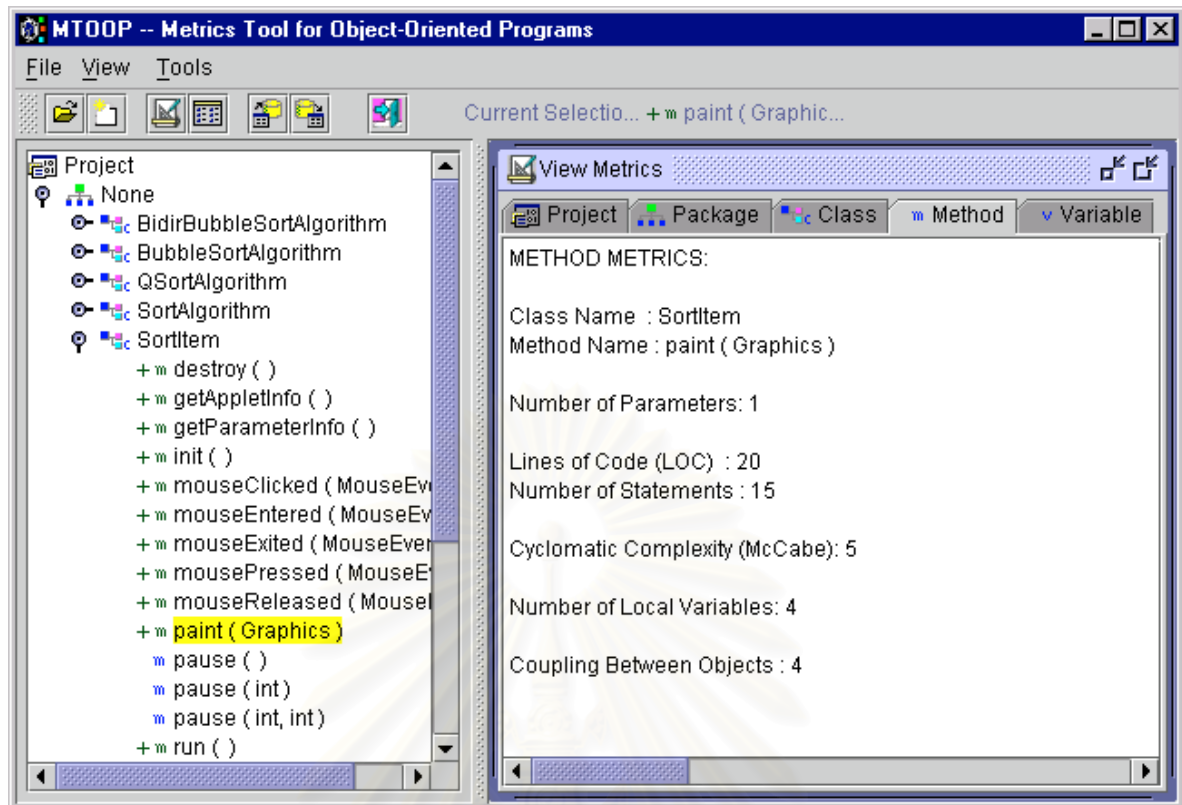 MTOOP -- Metrics Tool for Object-Oriented Programs
File View Tools
Current Selectio... + m paint ( Graphic...
Project
None
BidirBubbleSortAlgorithm
BubbleSortAlgorithm
QSortAlgorithm
SortAlgorithm
SortItem
+ m destroy ( )
+ m getAppletInfo ( )
+ m getParameterInfo ( )
+ m init ( )
+ m mouseClicked ( MouseEv
+ m mouseEntered ( MouseEv
+ m mouseExited ( MouseEver
+ m mousePressed ( MouseE
+ m mouseReleased ( Mouse
+ m paint ( Graphics )
m pause ( )
m pause ( int )
m pause ( int, int )
+ m run ( )
View Metrics
Project Package c Class m Method v Variable
METHOD METRICS:
Class Name : SortItem
Method Name : paint ( Graphics )
Number of Parameters: 1
Lines of Code (LOC) : 20
Number of Statements : 15
Cyclomatic Complexity (McCabe): 5
Number of Local Variables: 4
Coupling Between Objects : 4